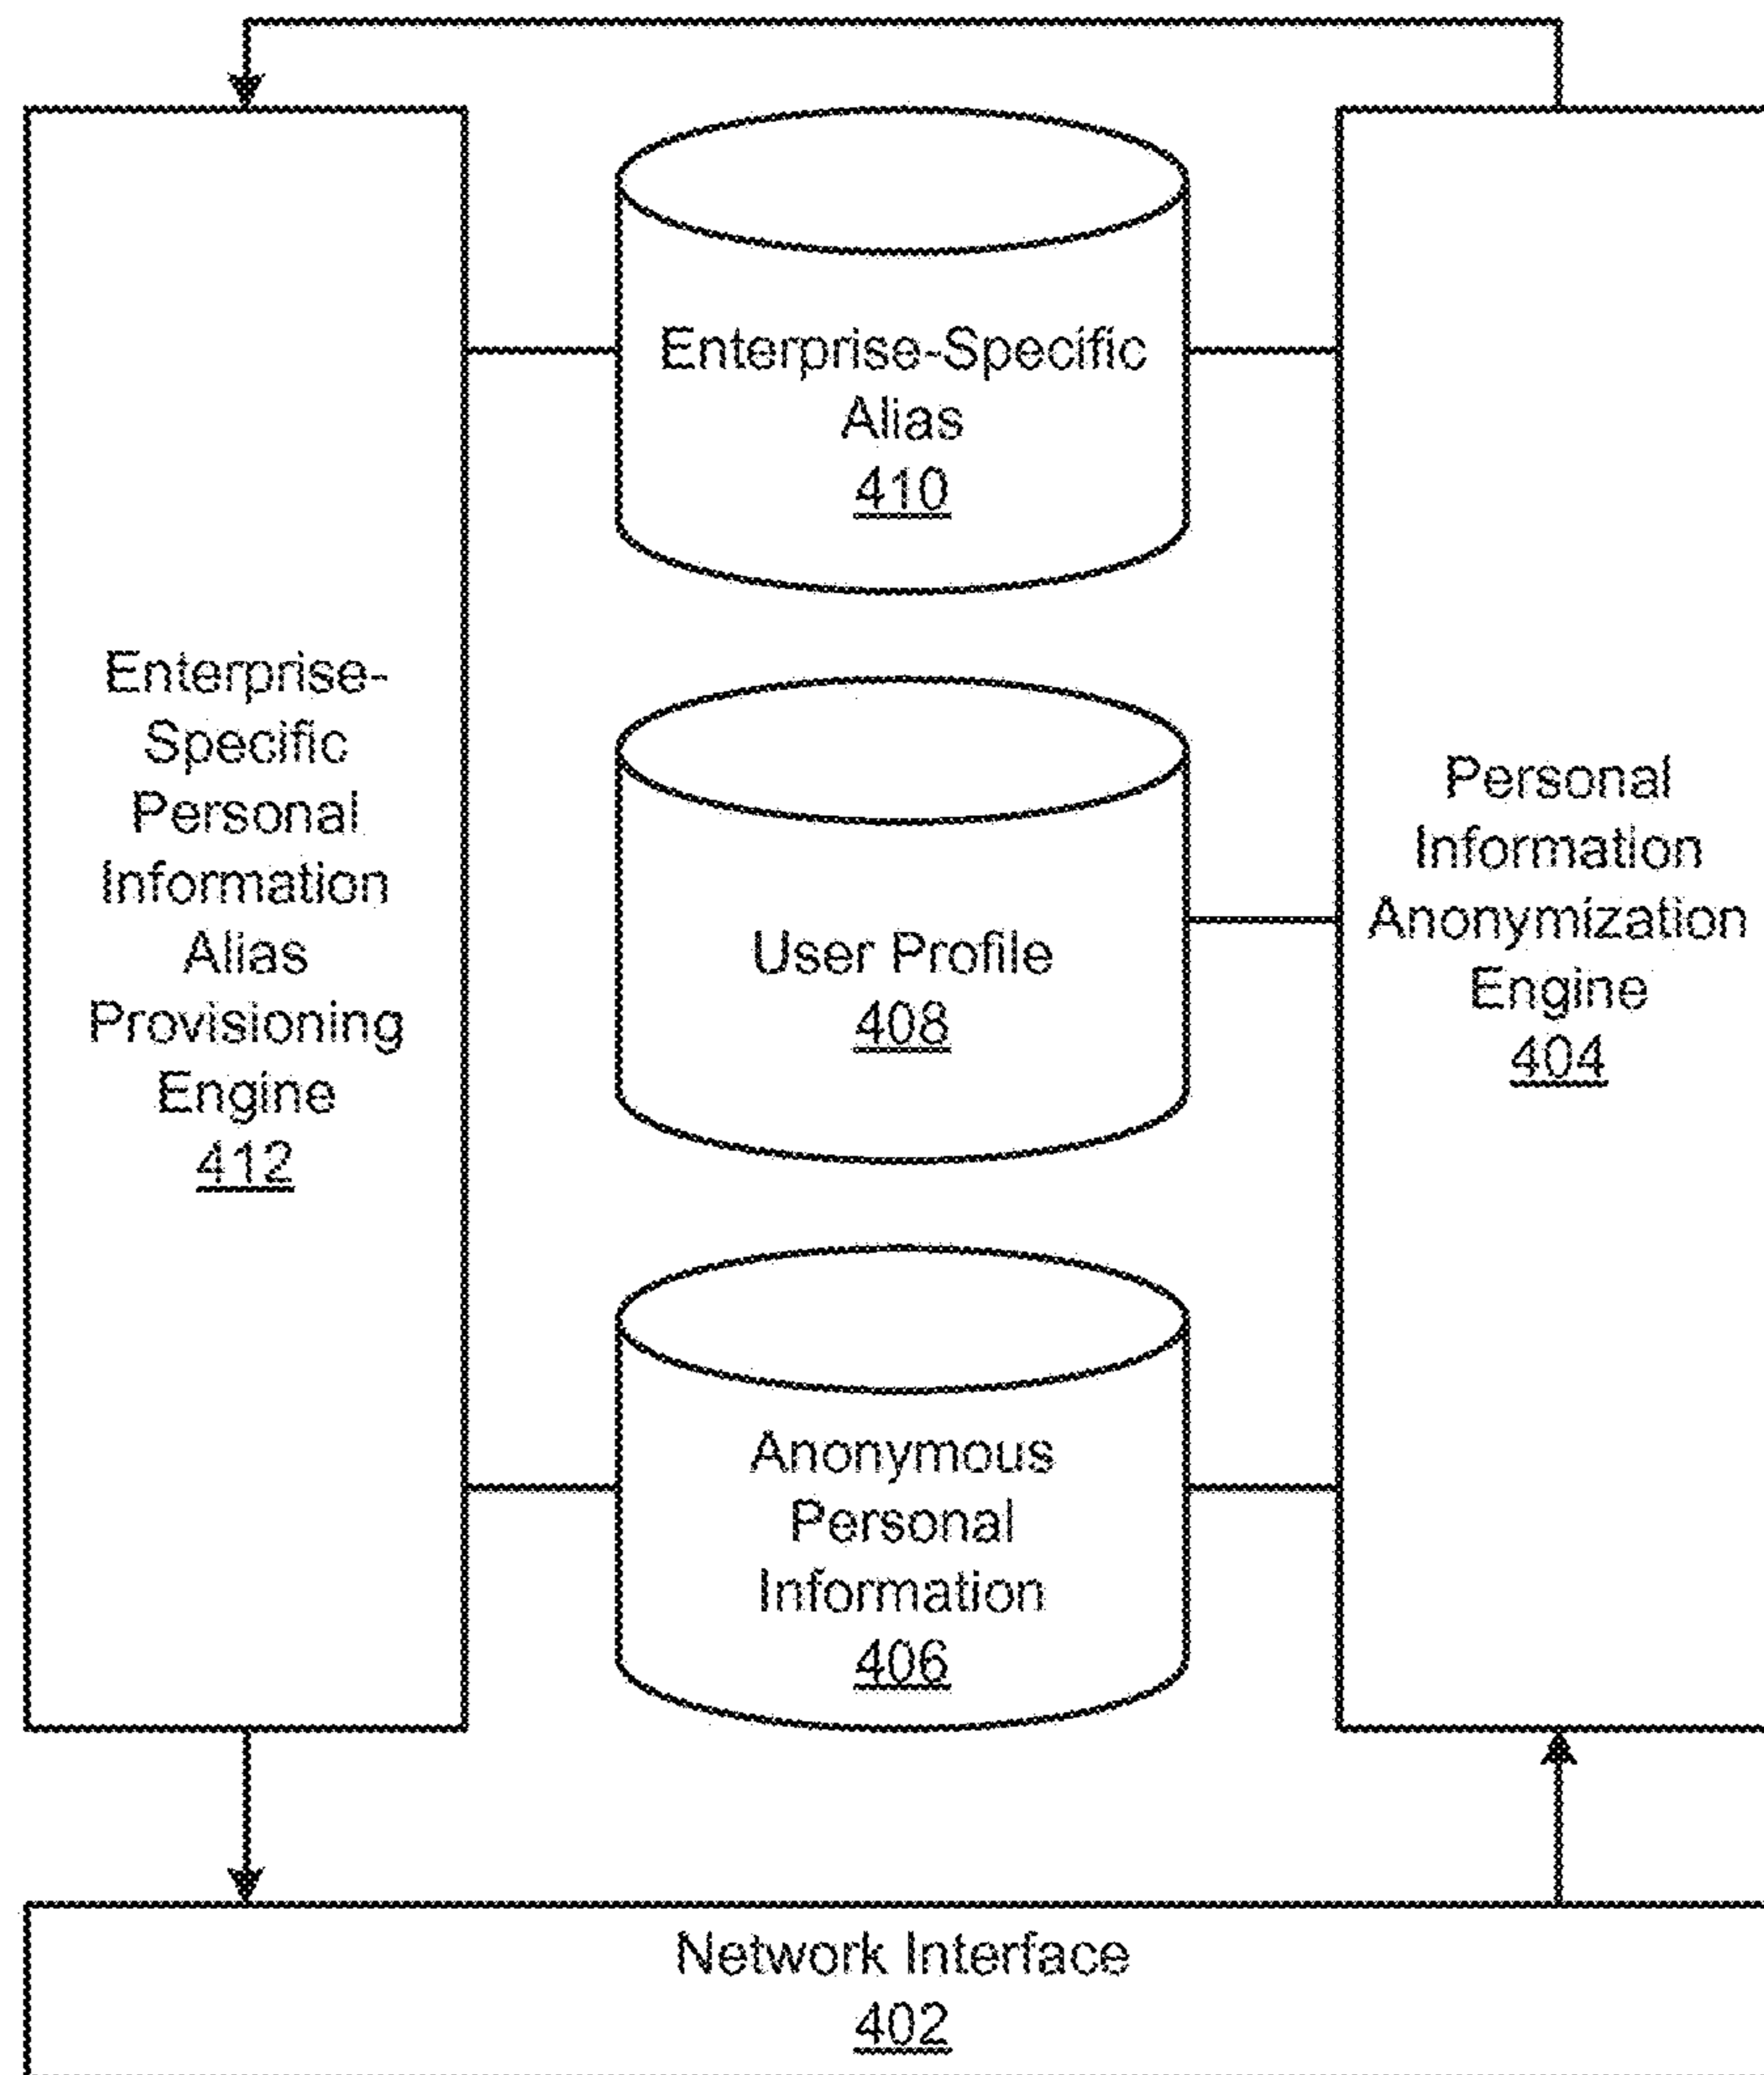 Enterprise-Specific
Alias
410
Enterprise-
Specific
Personal
Information
Alias
Provisioning
Engine
412
User Profile
408
Personal
Information
Anonymization
Engine
404
Anonymous
Personal
Information
406
Network Interface
402